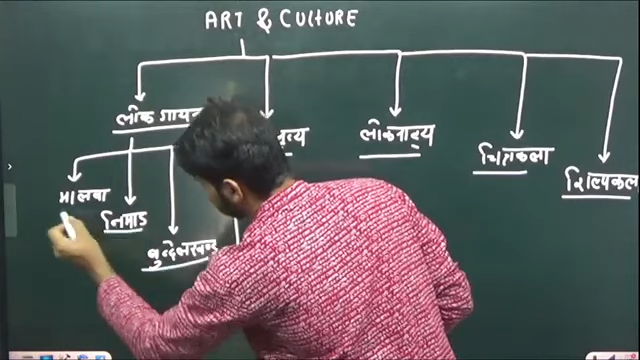 ART & CULTURE
लोक गायन
लोकनाट्य
चित्रकला
शिल्पकला
मालवा
निमाड
बुन्देलखण्ड